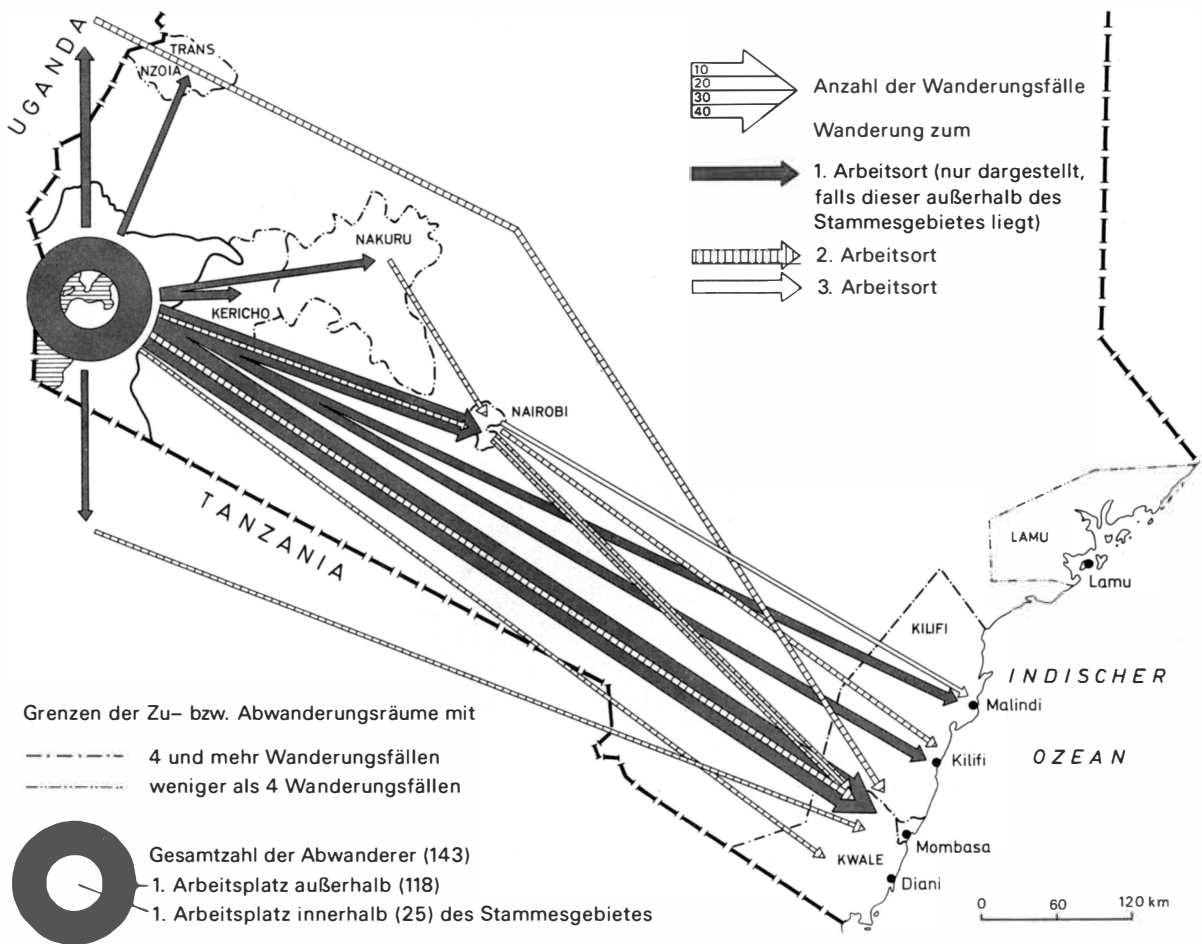 UGANDA
TRANS
NZOIA
10
20
30
40
Anzahl der Wanderungsfälle
Wanderung zum
1. Arbeitsort (nur dargestellt,
falls dieser außerhalb des
Stammesgebietes liegt)
2. Arbeitsort
3. Arbeitsort
NAKURU
KERICHO
NAIROBI
TANZANIA
LAMU
Lamu
KILIFI
INDISCHER
Malindi
OZEAN
Kilifi
Mombasa
KWALE
Diani
Grenzen der Zu– bzw. Abwanderungsräume mit
4 und mehr Wanderungsfällen
weniger als 4 Wanderungsfällen
Gesamtzahl der Abwanderer (143)
1. Arbeitsplatz außerhalb (118)
1. Arbeitsplatz innerhalb (25) des Stammesgebietes
0 60 120 km